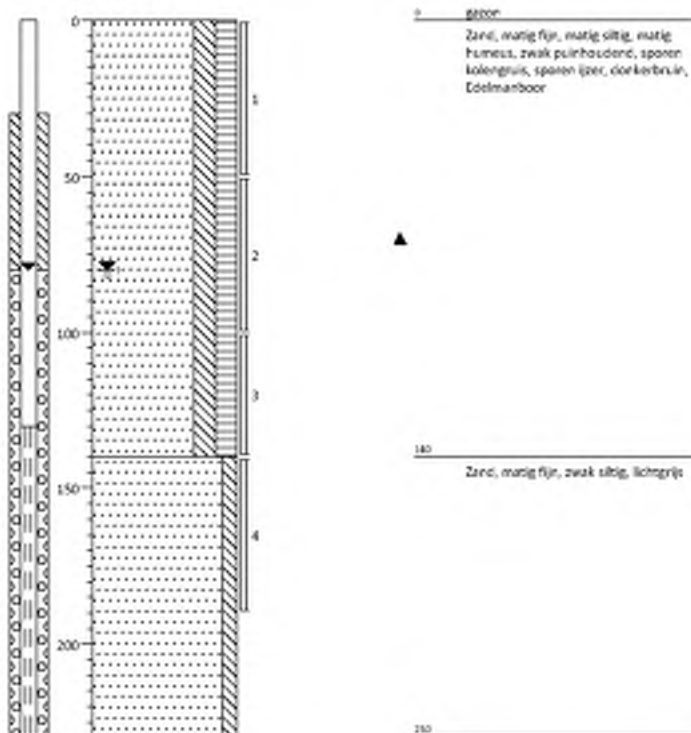 0
gazon
Zand, matig fijn, matig siltig, matig
humeus, zwak puinhoudend, sporen
kolengruis, sporen ijzer, donkerbruin,
Edelmanboor
0
50
100
150
200
1
2
3
4
140
Zand, matig fijn, zwak siltig, lichtgrijs
230